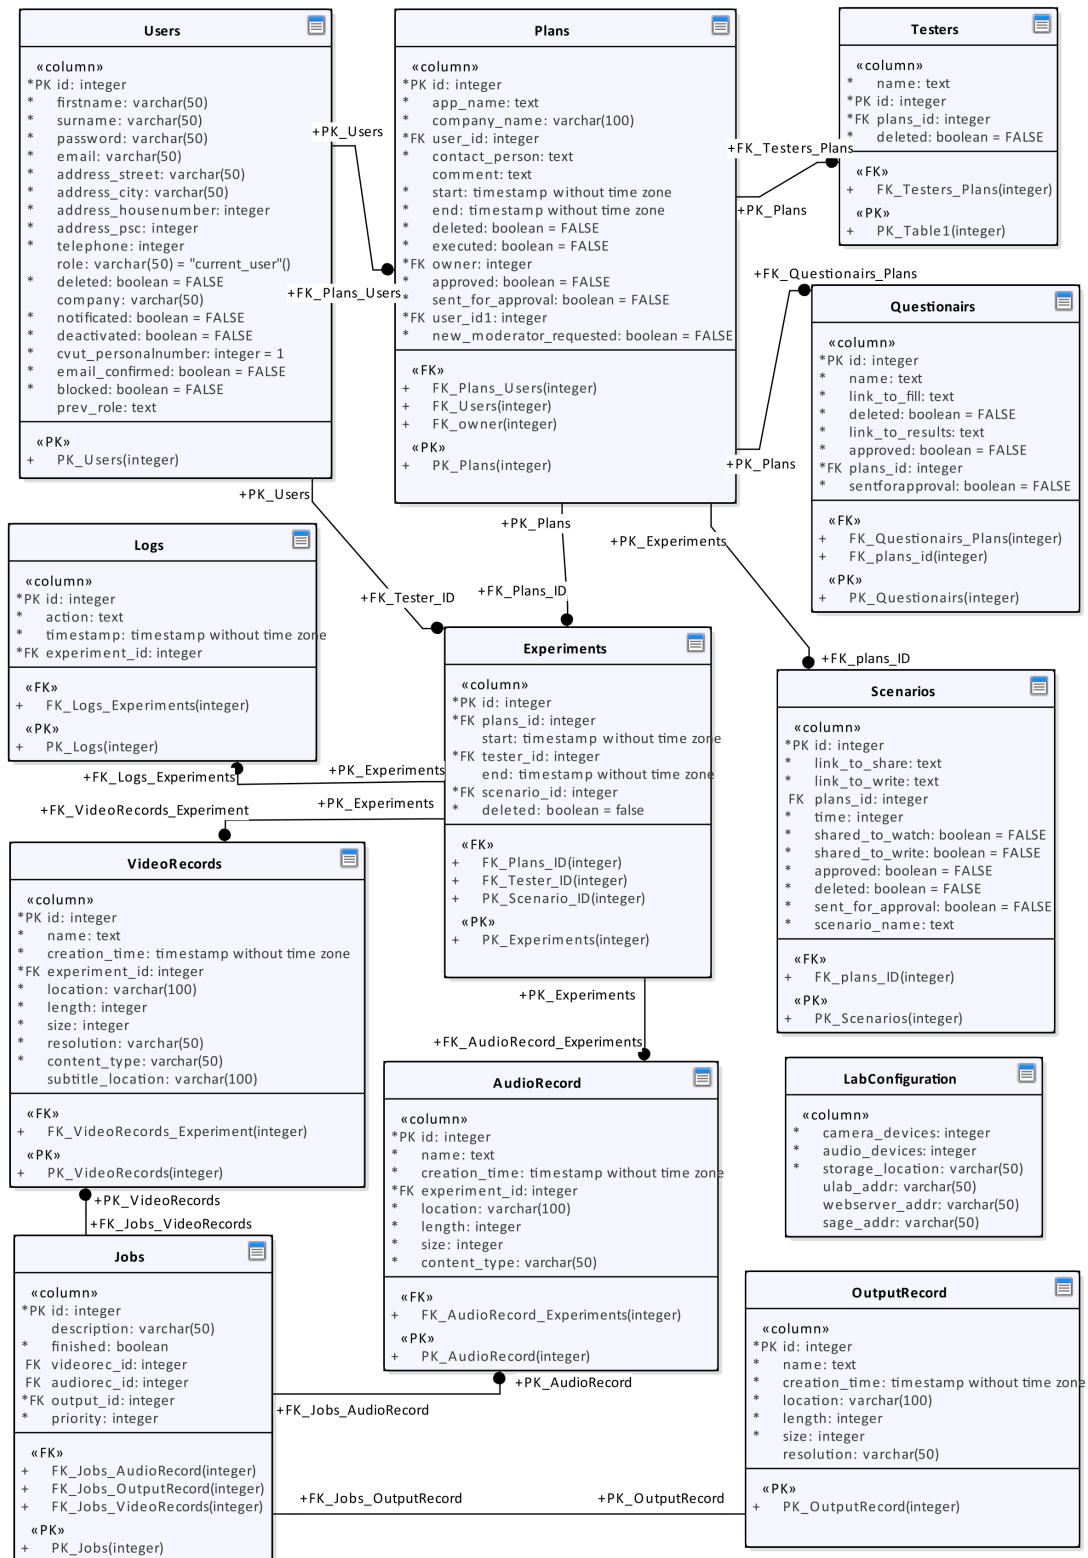 Users
«column»
*PK id: integer
* firstname: varchar(50)
* surname: varchar(50)
* password: varchar(50)
* email: varchar(50)
* address_street: varchar(50)
* address_city: varchar(50)
* address_housenumber: integer
* address_psc: integer
* telephone: integer
role: varchar(50) = "current_user"()
* deleted: boolean = FALSE
company: varchar(50)
* notificated: boolean = FALSE
* deactivated: boolean = FALSE
* cvut_personalnumber: integer = 1
* email_confirmed: boolean = FALSE
* blocked: boolean = FALSE
prev_role: text
«PK»
+ PK_Users(integer)
+PK_Users
+FK_Plans_Users
Plans
«column»
*PK id: integer
* app_name: text
* company_name: varchar(100)
*FK user_id: integer
* contact_person: text
comment: text
* start: timestamp without time zone
* end: timestamp without time zone
* deleted: boolean = FALSE
* executed: boolean = FALSE
*FK owner: integer
* approved: boolean = FALSE
* sent_for_approval: boolean = FALSE
*FK user_id1: integer
* new_moderator_requested: boolean = FALSE
«FK»
+ FK_Plans_Users(integer)
+ FK_Users(integer)
+ FK_owner(integer)
«PK»
+ PK_Plans(integer)
+FK_Testers_Plans
+PK_Plans
Testers
«column»
* name: text
*PK id: integer
*FK plans_id: integer
* deleted: boolean = FALSE
«FK»
+ FK_Testers_Plans(integer)
«PK»
+ PK_Table1(integer)
+FK_Questionairs_Plans
+PK_Plans
Questionairs
«column»
*PK id: integer
* name: text
* link_to_fill: text
* deleted: boolean = FALSE
* link_to_results: text
* approved: boolean = FALSE
*FK plans_id: integer
* sentforapproval: boolean = FALSE
«FK»
+ FK_Questionairs_Plans(integer)
+ FK_plans_id(integer)
«PK»
+ PK_Questionairs(integer)
+PK_Users
+FK_Tester_ID
+PK_Plans
+FK_Plans_ID
+PK_Experiments
+FK_plans_ID
Logs
«column»
*PK id: integer
* action: text
* timestamp: timestamp without time zone
*FK experiment_id: integer
«FK»
+ FK_Logs_Experiments(integer)
«PK»
+ PK_Logs(integer)
+FK_Logs_Experiments
+PK_Experiments
Experiments
«column»
*PK id: integer
*FK plans_id: integer
start: timestamp without time zone
*FK tester_id: integer
end: timestamp without time zone
*FK scenario_id: integer
* deleted: boolean = false
«FK»
+ FK_Plans_ID(integer)
+ FK_Tester_ID(integer)
+ PK_Scenario_ID(integer)
«PK»
+ PK_Experiments(integer)
Scenarios
«column»
*PK id: integer
* link_to_share: text
* link_to_write: text
FK plans_id: integer
* time: integer
* shared_to_watch: boolean = FALSE
* shared_to_write: boolean = FALSE
* approved: boolean = FALSE
* deleted: boolean = FALSE
* sent_for_approval: boolean = FALSE
* scenario_name: text
«FK»
+ FK_plans_ID(integer)
«PK»
+ PK_Scenarios(integer)
+PK_Experiments
+FK_VideoRecords_Experiment
VideoRecords
«column»
*PK id: integer
* name: text
* creation_time: timestamp without time zone
*FK experiment_id: integer
* location: varchar(100)
* length: integer
* size: integer
* resolution: varchar(50)
* content_type: varchar(50)
subtitle_location: varchar(100)
«FK»
+ FK_VideoRecords_Experiment(integer)
«PK»
+ PK_VideoRecords(integer)
+PK_Experiments
+FK_AudioRecord_Experiments
AudioRecord
«column»
*PK id: integer
* name: text
* creation_time: timestamp without time zone
*FK experiment_id: integer
* location: varchar(100)
* length: integer
* size: integer
* content_type: varchar(50)
«FK»
+ FK_AudioRecord_Experiments(integer)
«PK»
+ PK_AudioRecord(integer)
LabConfiguration
«column»
* camera_devices: integer
* audio_devices: integer
* storage_location: varchar(50)
ulab_addr: varchar(50)
webserver_addr: varchar(50)
sage_addr: varchar(50)
+PK_VideoRecords
+FK_Jobs_VideoRecords
Jobs
«column»
*PK id: integer
description: varchar(50)
* finished: boolean
FK videorec_id: integer
FK audiorec_id: integer
*FK output_id: integer
* priority: integer
«FK»
+ FK_Jobs_AudioRecord(integer)
+ FK_Jobs_OutputRecord(integer)
+ FK_Jobs_VideoRecords(integer)
«PK»
+ PK_Jobs(integer)
+PK_AudioRecord
+FK_Jobs_AudioRecord
+FK_Jobs_OutputRecord
+PK_OutputRecord
OutputRecord
«column»
*PK id: integer
* name: text
* creation_time: timestamp without time zone
* location: varchar(100)
* length: integer
* size: integer
resolution: varchar(50)
«PK»
+ PK_OutputRecord(integer)